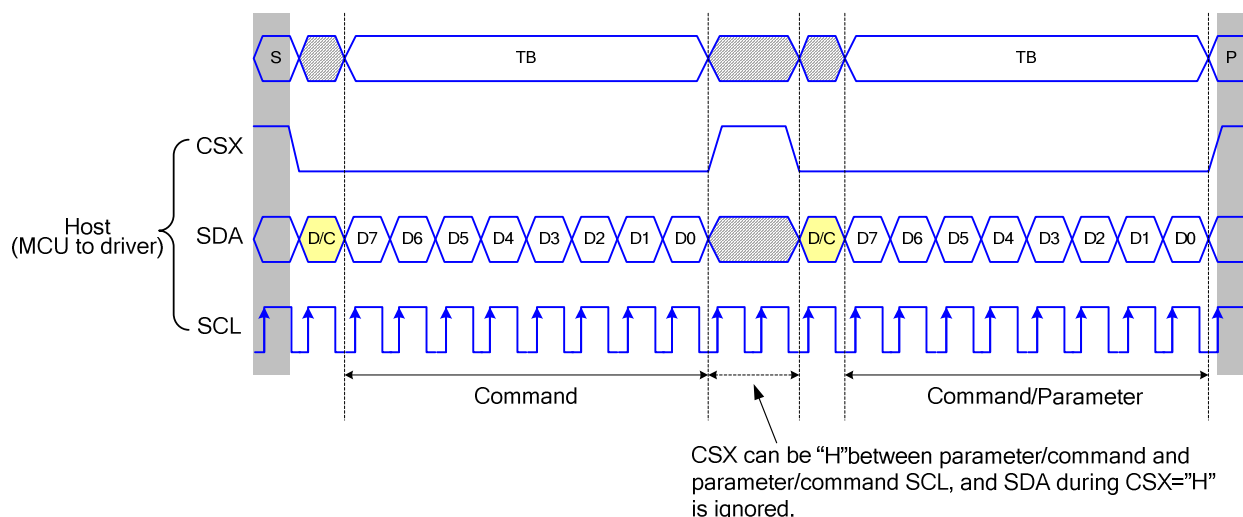 S TB TB P
CSX
Host
(MCU to driver)
SDA D/C D7 D6 D5 D4 D3 D2 D1 D0 D/C D7 D6 D5 D4 D3 D2 D1 D0
SCL
Command Command/Parameter
CSX can be “H”between parameter/command and
parameter/command SCL, and SDA during CSX=”H”
is ignored.